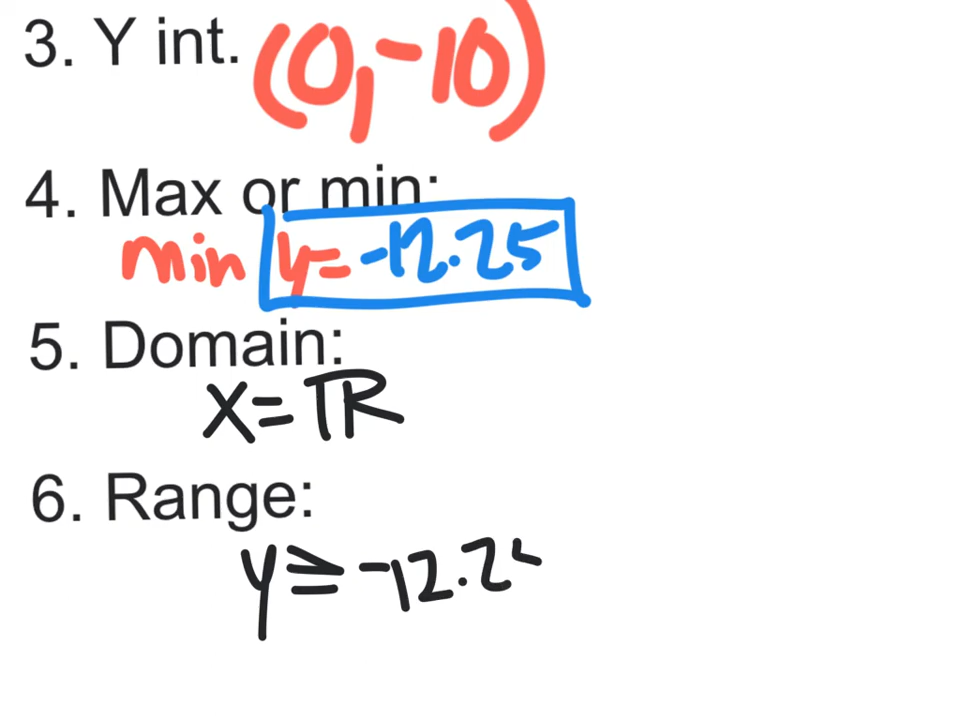 3. Y int. (0,-10)
4. Max or min:
min y= -12.25
5. Domain:
X=ℝ
6. Range:
y≥-12.2